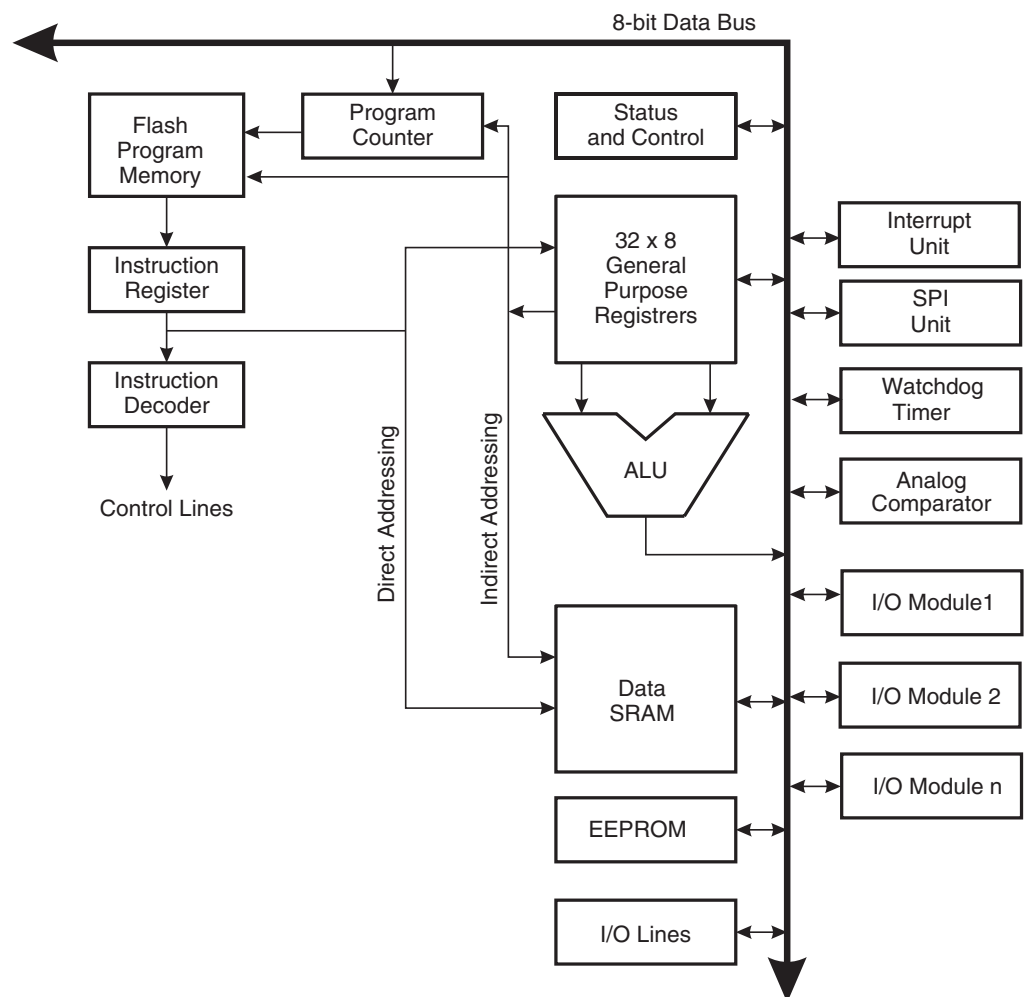 8-bit Data Bus
Flash
Program
Memory
Program
Counter
Status
and Control
Interrupt
Unit
32 x 8
General
Purpose
Registrers
Instruction
Register
SPI
Unit
Instruction
Decoder
Watchdog
Timer
ALU
Analog
Comparator
Control Lines
Direct Addressing
Indirect Addressing
I/O Module1
Data
SRAM
I/O Module 2
I/O Module n
EEPROM
I/O Lines